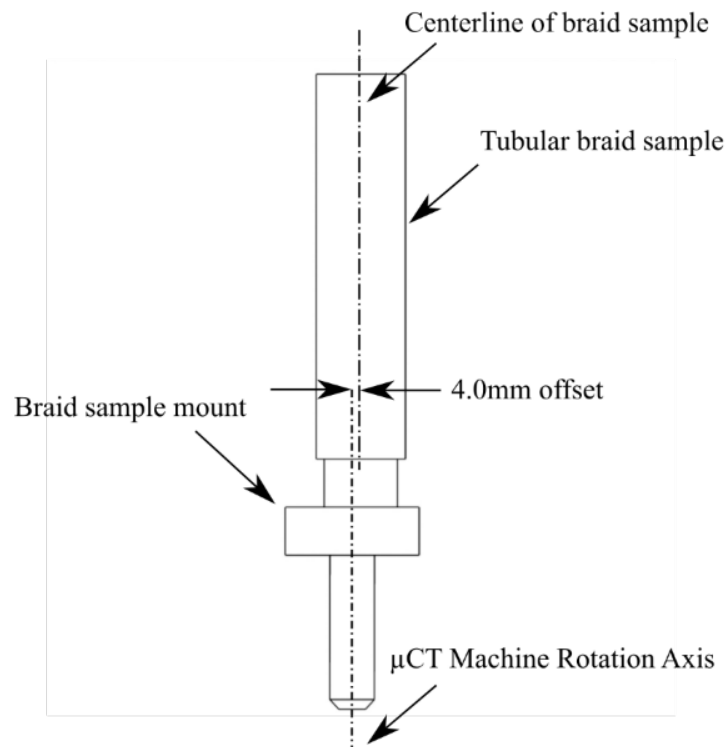 Centerline of braid sample
Tubular braid sample
4.0mm offset
Braid sample mount
µCT Machine Rotation Axis